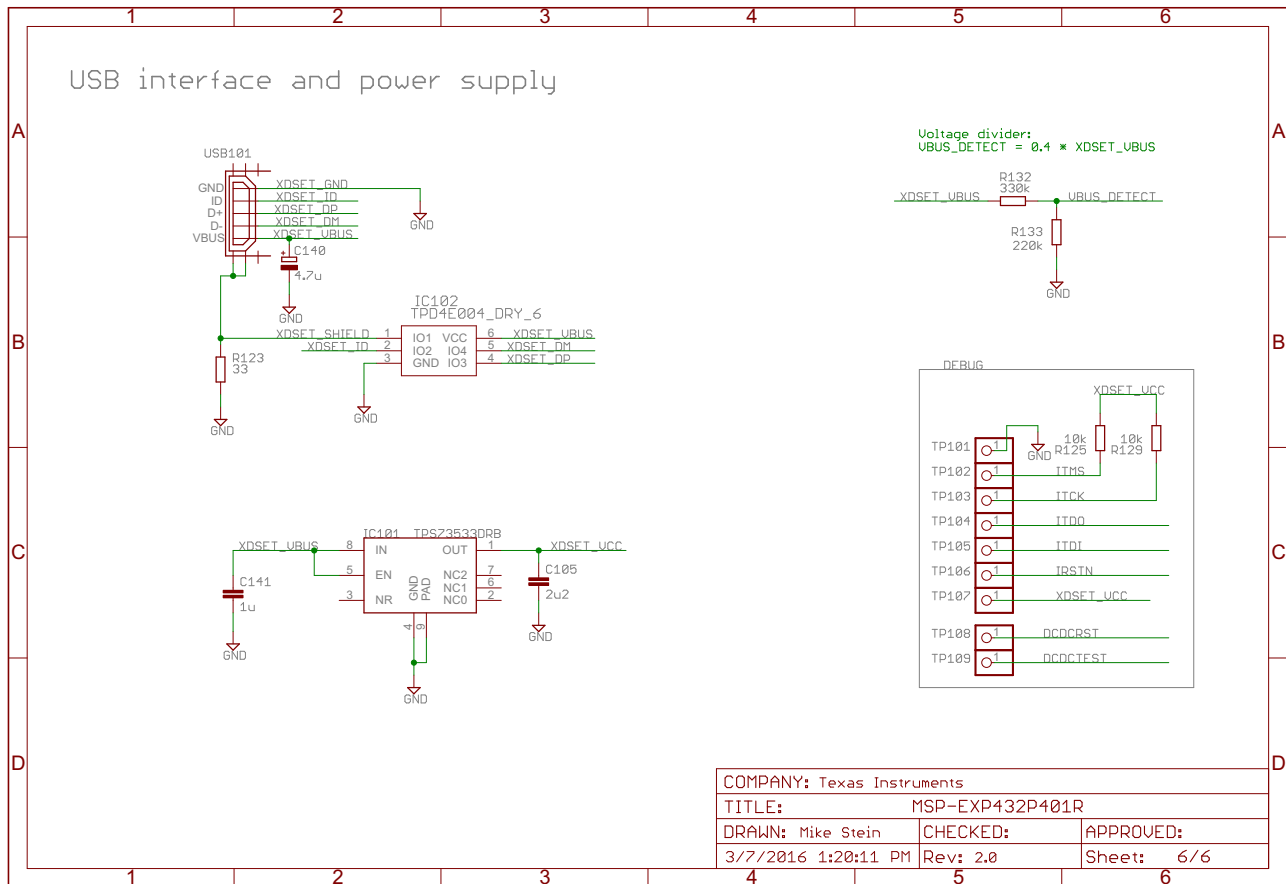 1 2 3 4 5 6
USB interface and power supply
A A
Voltage divider:
VBUS_DETECT = 0.4 * XDSET_VBUS
USB101
GND XDSET_GND
ID XDSET_ID
D+ XDSET_DP
D- XDSET_DM
VBUS XDSET_VBUS
GND
C140
+
4.7u
GND
R132
330k
XDSET_VBUS VBUS_DETECT
R133
220k
GND
B B
IC102
TPD4E004_DRY_6
XDSET_SHIELD 1 IO1 VCC 6 XDSET_VBUS
XDSET_ID 2 IO2 IO4 5 XDSET_DM
3 GND IO3 4 XDSET_DP
R123
33
GND
GND
DEBUG
XDSET_VCC
10k 10k
R125 R129
GND
TP101 1
TP102 1 ITMS
TP103 1 ITCK
TP104 1 ITDO
TP105 1 ITDI
TP106 1 IRSTN
TP107 1 XDSET_VCC
TP108 1 DCDCRST
TP109 1 DCDCTEST
C C
IC101 TPSZ3533DRB
XDSET_VBUS 8 IN OUT 1 XDSET_VCC
5 EN NC2 7
NC1 6
3 NR NC0 2
GND PAD
4 9
C141
1u
GND
C105
2u2
GND
GND
D D
COMPANY: Texas Instruments
TITLE: MSP-EXP432P401R
DRAWN: Mike Stein CHECKED: APPROVED:
3/7/2016 1:20:11 PM Rev: 2.0 Sheet: 6/6
1 2 3 4 5 6